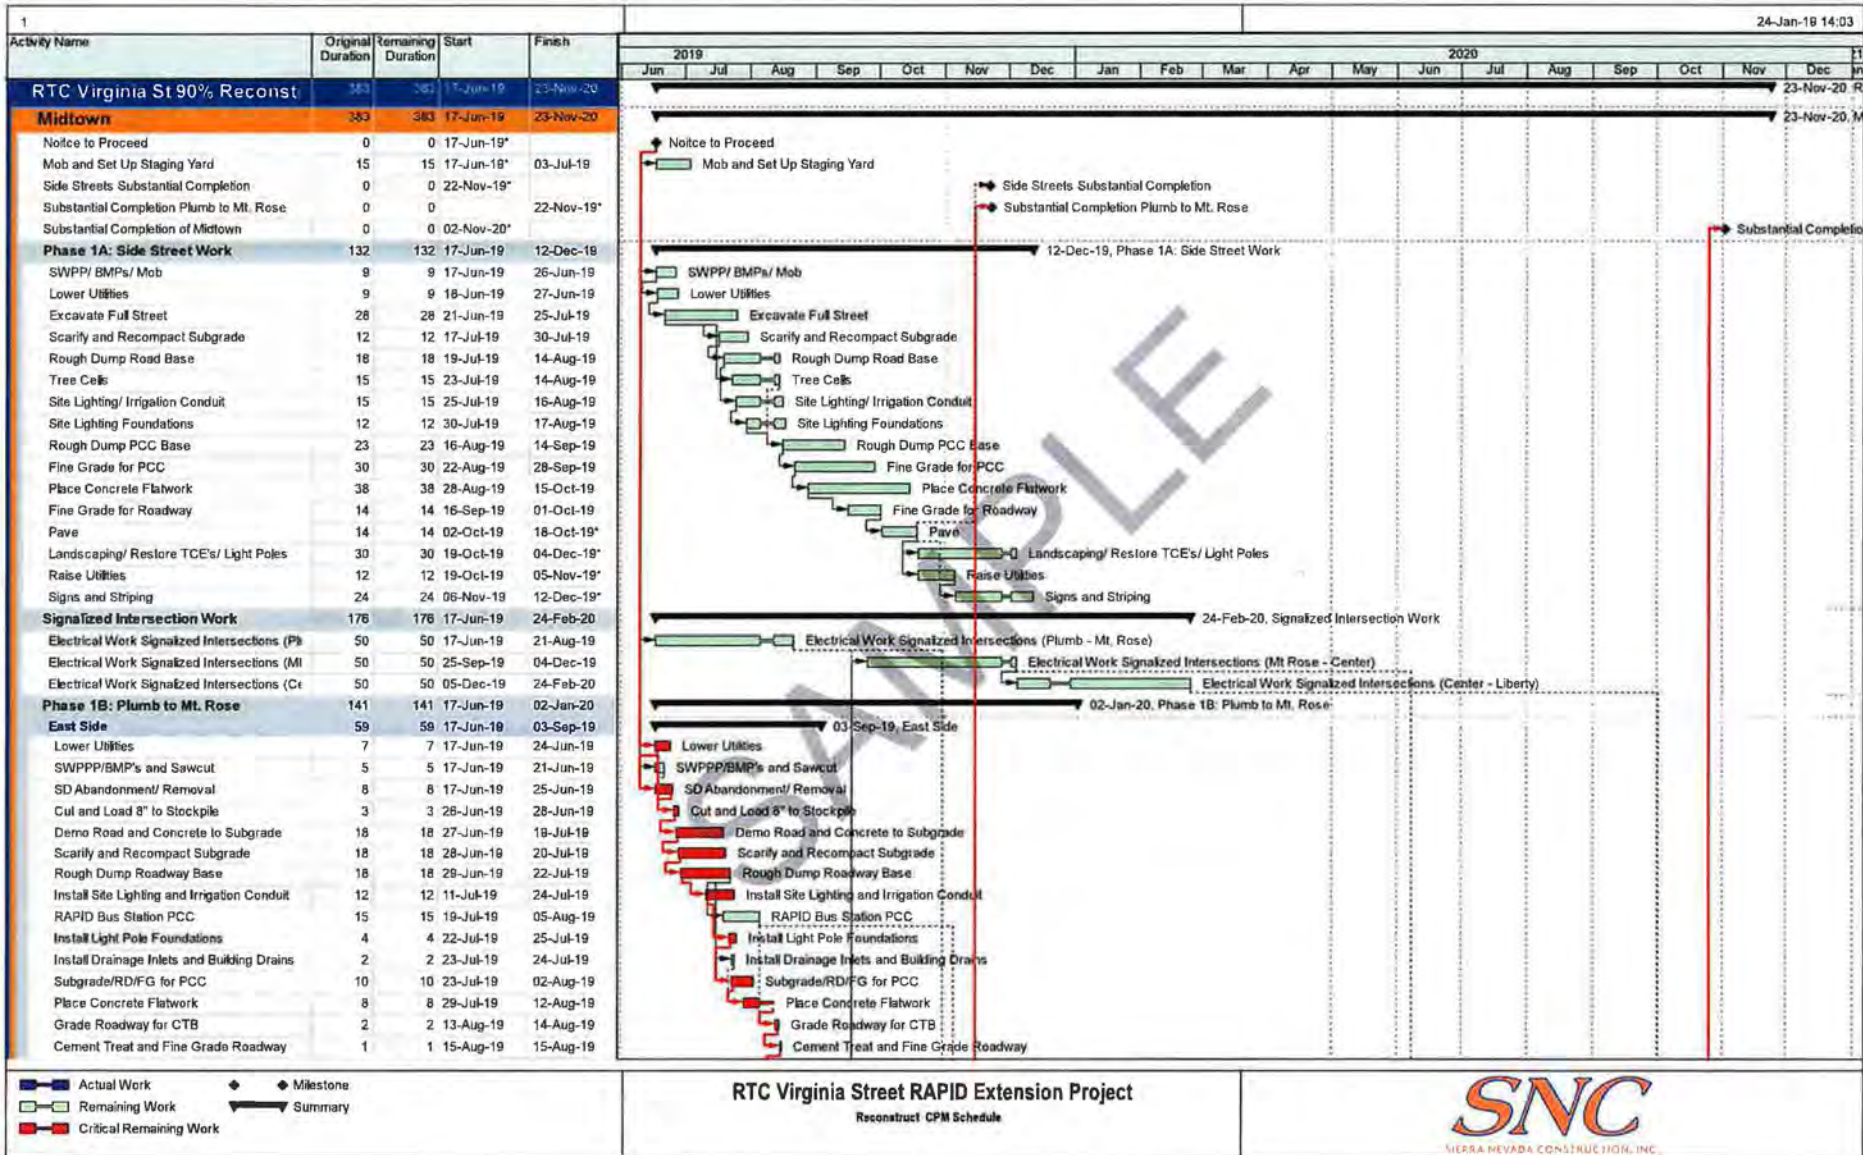 1
24-Jan-19 14:03
Activity Name Original Duration Remaining Duration Start Finish
2019 2020
Jun Jul Aug Sep Oct Nov Dec Jan Feb Mar Apr May Jun Jul Aug Sep Oct Nov Dec
RTC Virginia St 90% Reconst 383 383 17-Jun-19 23-Nov-20 23-Nov-20, R
Midtown 383 383 17-Jun-19 23-Nov-20 23-Nov-20, M
Noitce to Proceed 0 0 17-Jun-19* Noitce to Proceed
Mob and Set Up Staging Yard 15 15 17-Jun-19* 03-Jul-19 Mob and Set Up Staging Yard
Side Streets Substantial Completion 0 0 22-Nov-19* Side Streets Substantial Completion
Substantial Completion Plumb to Mt. Rose 0 0 22-Nov-19* Substantial Completion Plumb to Mt. Rose
Substantial Completion of Midtown 0 0 02-Nov-20* Substantial Completio
Phase 1A: Side Street Work 132 132 17-Jun-19 12-Dec-19 12-Dec-19, Phase 1A: Side Street Work
SWPP/ BMPs/ Mob 9 9 17-Jun-19 26-Jun-19 SWPP/ BMPs/ Mob
Lower Utilities 9 9 18-Jun-19 27-Jun-19 Lower Utilities
Excavate Full Street 28 28 21-Jun-19 25-Jul-19 Excavate Full Street
Scarify and Recompact Subgrade 12 12 17-Jul-19 30-Jul-19 Scarify and Recompact Subgrade
Rough Dump Road Base 18 18 19-Jul-19 14-Aug-19 Rough Dump Road Base
Tree Cells 15 15 23-Jul-19 14-Aug-19 Tree Cells
Site Lighting/ Irrigation Conduit 15 15 25-Jul-19 16-Aug-19 Site Lighting/ Irrigation Conduit
Site Lighting Foundations 12 12 30-Jul-19 17-Aug-19 Site Lighting Foundations
Rough Dump PCC Base 23 23 16-Aug-19 14-Sep-19 Rough Dump PCC Base
Fine Grade for PCC 30 30 22-Aug-19 28-Sep-19 Fine Grade for PCC
Place Concrete Flatwork 38 38 28-Aug-19 15-Oct-19 Place Concrete Flatwork
Fine Grade for Roadway 14 14 16-Sep-19 01-Oct-19 Fine Grade for Roadway
Pave 14 14 02-Oct-19 18-Oct-19* Pave
Landscaping/ Restore TCE's/ Light Poles 30 30 19-Oct-19 04-Dec-19* Landscaping/ Restore TCE's/ Light Poles
Raise Utilities 12 12 19-Oct-19 05-Nov-19* Raise Utilities
Signs and Striping 24 24 06-Nov-19 12-Dec-19* Signs and Striping
Signalized Intersection Work 176 176 17-Jun-19 24-Feb-20 24-Feb-20, Signalized Intersection Work
Electrical Work Signalized Intersections (Pl 50 50 17-Jun-19 21-Aug-19 Electrical Work Signalized Intersections (Plumb - Mt. Rose)
Electrical Work Signalized Intersections (Mt 50 50 25-Sep-19 04-Dec-19 Electrical Work Signalized Intersections (Mt Rose - Center)
Electrical Work Signalized Intersections (Ce 50 50 05-Dec-19 24-Feb-20 Electrical Work Signalized Intersections (Center - Liberty)
Phase 1B: Plumb to Mt. Rose 141 141 17-Jun-19 02-Jan-20 02-Jan-20, Phase 1B: Plumb to Mt. Rose
East Side 59 59 17-Jun-19 03-Sep-19 03-Sep-19, East Side
Lower Utilities 7 7 17-Jun-19 24-Jun-19 Lower Utilities
SWPPP/BMP's and Sawcut 5 5 17-Jun-19 21-Jun-19 SWPPP/BMP's and Sawcut
SD Abandonment/ Removal 8 8 17-Jun-19 25-Jun-19 SD Abandonment/ Removal
Cut and Load 8" to Stockpile 3 3 26-Jun-19 28-Jun-19 Cut and Load 8" to Stockpile
Demo Road and Concrete to Subgrade 18 18 27-Jun-19 19-Jul-19 Demo Road and Concrete to Subgrade
Scarify and Recompact Subgrade 18 18 28-Jun-19 20-Jul-19 Scarify and Recompact Subgrade
Rough Dump Roadway Base 18 18 29-Jun-19 22-Jul-19 Rough Dump Roadway Base
Install Site Lighting and Irrigation Conduit 12 12 11-Jul-19 24-Jul-19 Install Site Lighting and Irrigation Conduit
RAPID Bus Station PCC 15 15 19-Jul-19 05-Aug-19 RAPID Bus Station PCC
Install Light Pole Foundations 4 4 22-Jul-19 25-Jul-19 Install Light Pole Foundations
Install Drainage Inlets and Building Drains 2 2 23-Jul-19 24-Jul-19 Install Drainage Inlets and Building Drains
Subgrade/RD/FG for PCC 10 10 23-Jul-19 02-Aug-19 Subgrade/RD/FG for PCC
Place Concrete Flatwork 8 8 29-Jul-19 12-Aug-19 Place Concrete Flatwork
Grade Roadway for CTB 2 2 13-Aug-19 14-Aug-19 Grade Roadway for CTB
Cement Treat and Fine Grade Roadway 1 1 15-Aug-19 15-Aug-19 Cement Treat and Fine Grade Roadway
SAMPLE
Actual Work Milestone
Remaining Work Summary
Critical Remaining Work
RTC Virginia Street RAPID Extension Project
Reconstruct CPM Schedule
SNC
SIERRA NEVADA CONSTRUCTION, INC.